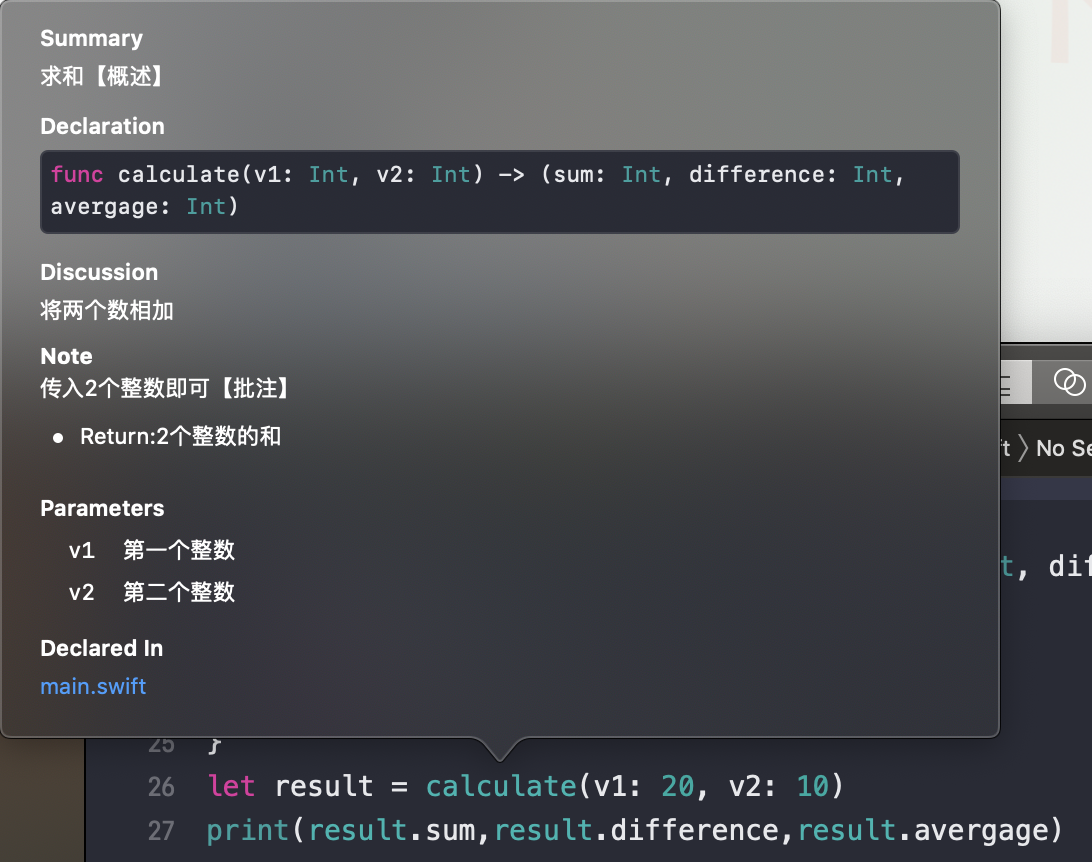 Summary
求和【概述】
Declaration
func calculate(v1: Int, v2: Int) -> (sum: Int, difference: Int,
avergage: Int)
Discussion
将两个数相加
Note
传入2个整数即可【批注】
• Return:2个整数的和
Parameters
v1 第一个整数
v2 第二个整数
Declared In
main.swift
t 〉 No Se
t, dif
25 }
26 let result = calculate(v1: 20, v2: 10)
27 print(result.sum,result.difference,result.avergage)